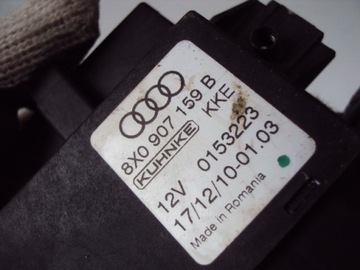 8X0 907 159 B
KUHNKE KKE
12V 0153223
17/12/10-01.03
Made in Romania